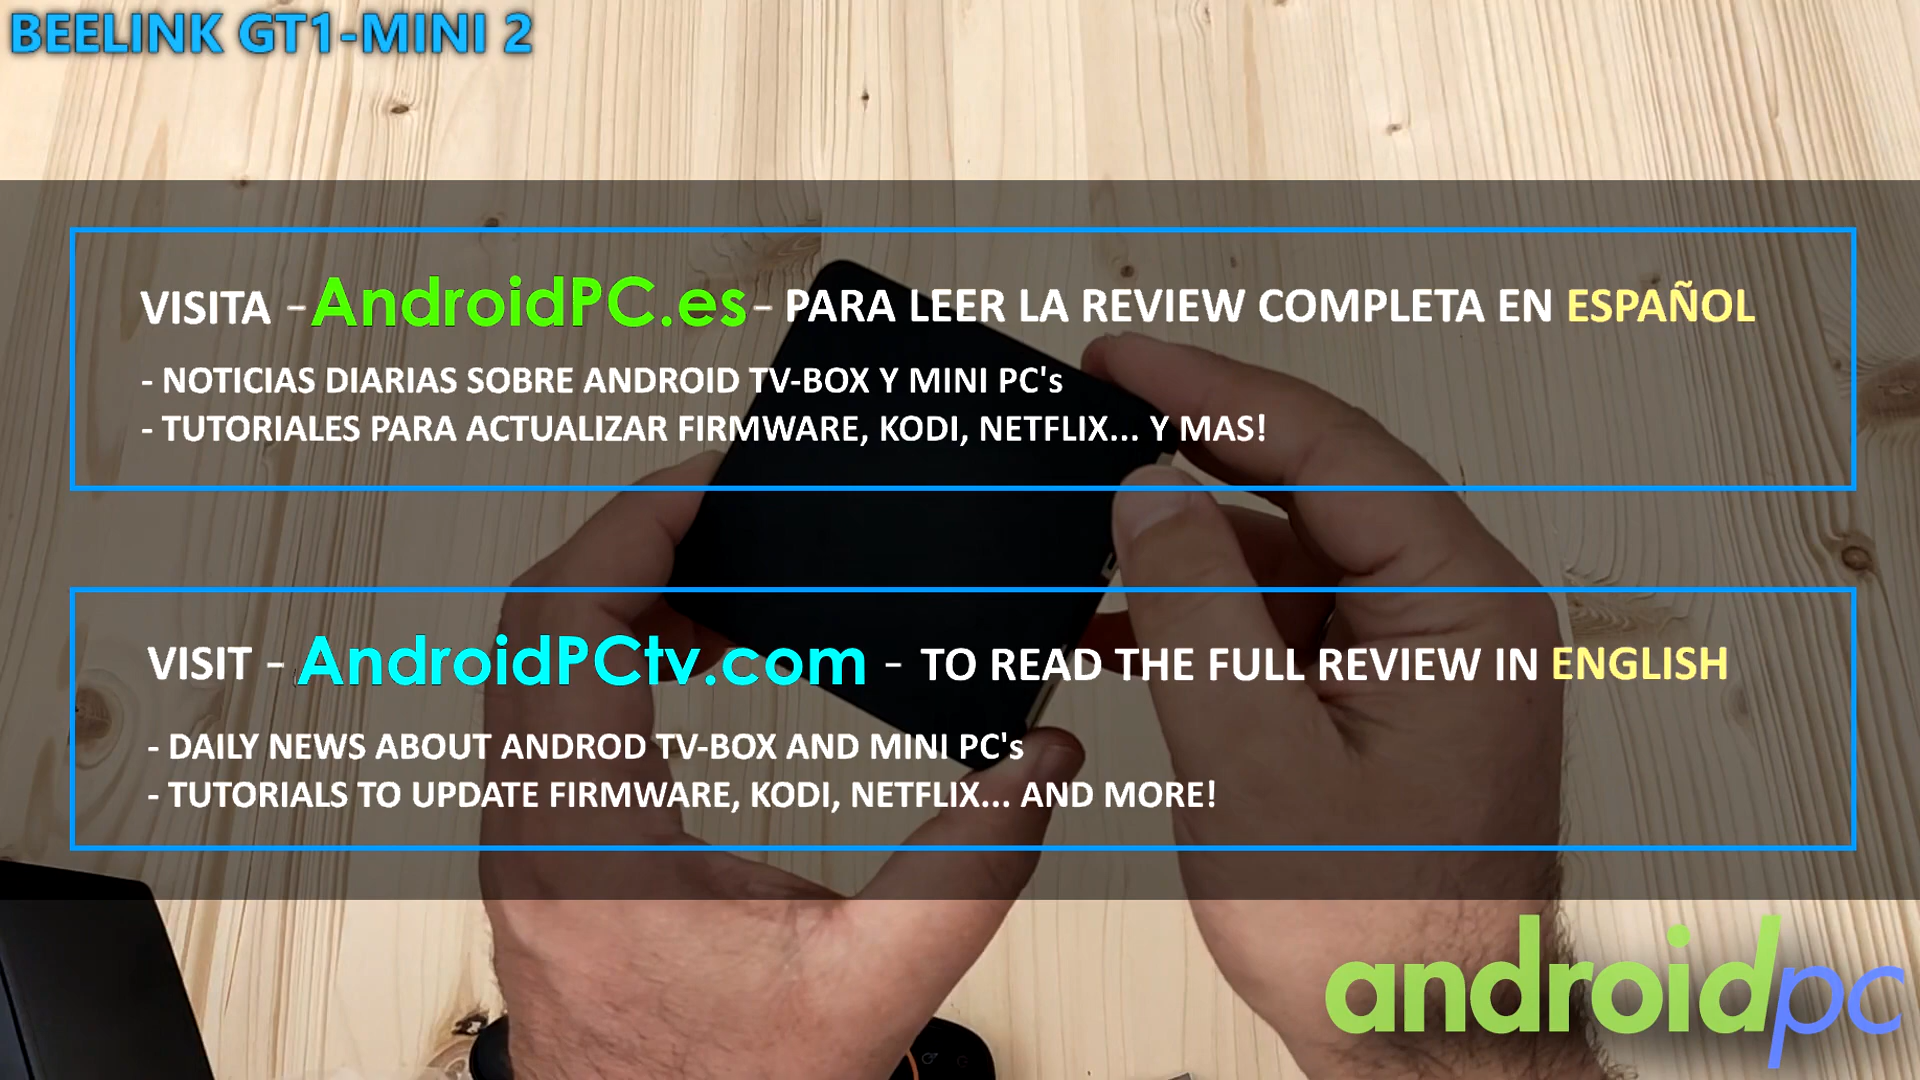 BEELINK GT1-MINI 2
VISITA - AndroidPC.es - PARA LEER LA REVIEW COMPLETA EN ESPAÑOL
- NOTICIAS DIARIAS SOBRE ANDROID TV-BOX Y MINI PC's
- TUTORIALES PARA ACTUALIZAR FIRMWARE, KODI, NETFLIX... Y MAS!
VISIT - AndroidPCtv.com - TO READ THE FULL REVIEW IN ENGLISH
- DAILY NEWS ABOUT ANDROD TV-BOX AND MINI PC's
- TUTORIALS TO UPDATE FIRMWARE, KODI, NETFLIX... AND MORE!
androidpc